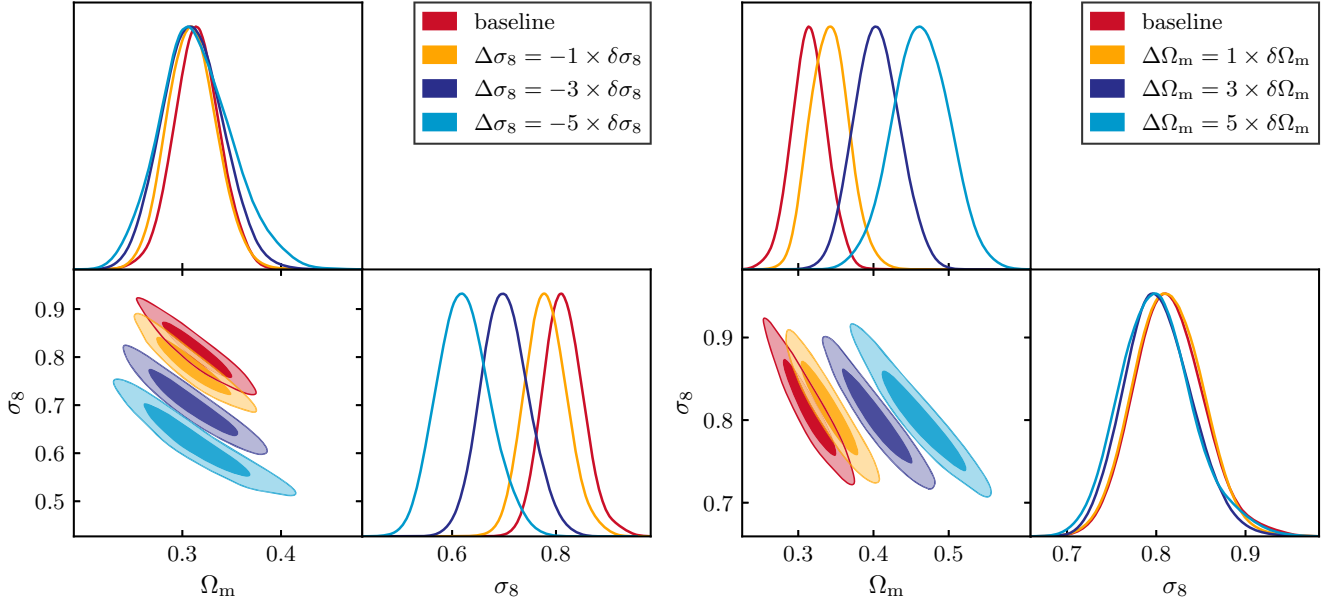 baseline
Δσ₈ = −1 × δσ₈
Δσ₈ = −3 × δσ₈
Δσ₈ = −5 × δσ₈
0.9
0.8
0.7
0.6
0.5
σ₈
0.3 0.4
Ωₘ
0.6 0.8
σ₈
baseline
ΔΩₘ = 1 × δΩₘ
ΔΩₘ = 3 × δΩₘ
ΔΩₘ = 5 × δΩₘ
0.9
0.8
0.7
σ₈
0.3 0.4 0.5
Ωₘ
0.7 0.8 0.9
σ₈